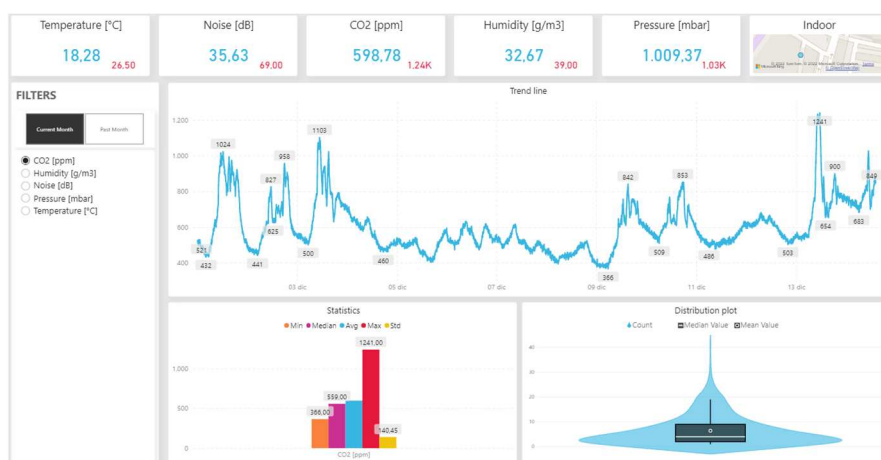 Temperature [°C]
18,28
26,50
Noise [dB]
35,63
69,00
CO2 [ppm]
598,78
1,24K
Humidity [g/m3]
32,67
39,00
Pressure [mbar]
1.009,37
1,03K
Indoor
FILTERS
Current Month
Past Month
CO2 [ppm]
Humidity [g/m3]
Noise [dB]
Pressure [mbar]
Temperature [°C]
Trend line
1.200
1.000
800
600
400
521
432
1024
441
827
625
958
500
1103
460
366
842
509
853
486
503
1241
654
900
683
849
03 dic
05 dic
07 dic
09 dic
11 dic
13 dic
Statistics
Min Median Avg Max Std
1.000
500
0
366,00
559,00
1241,00
140,45
CO2 [ppm]
Distribution plot
Count Median Value Mean Value
40
30
20
10
0